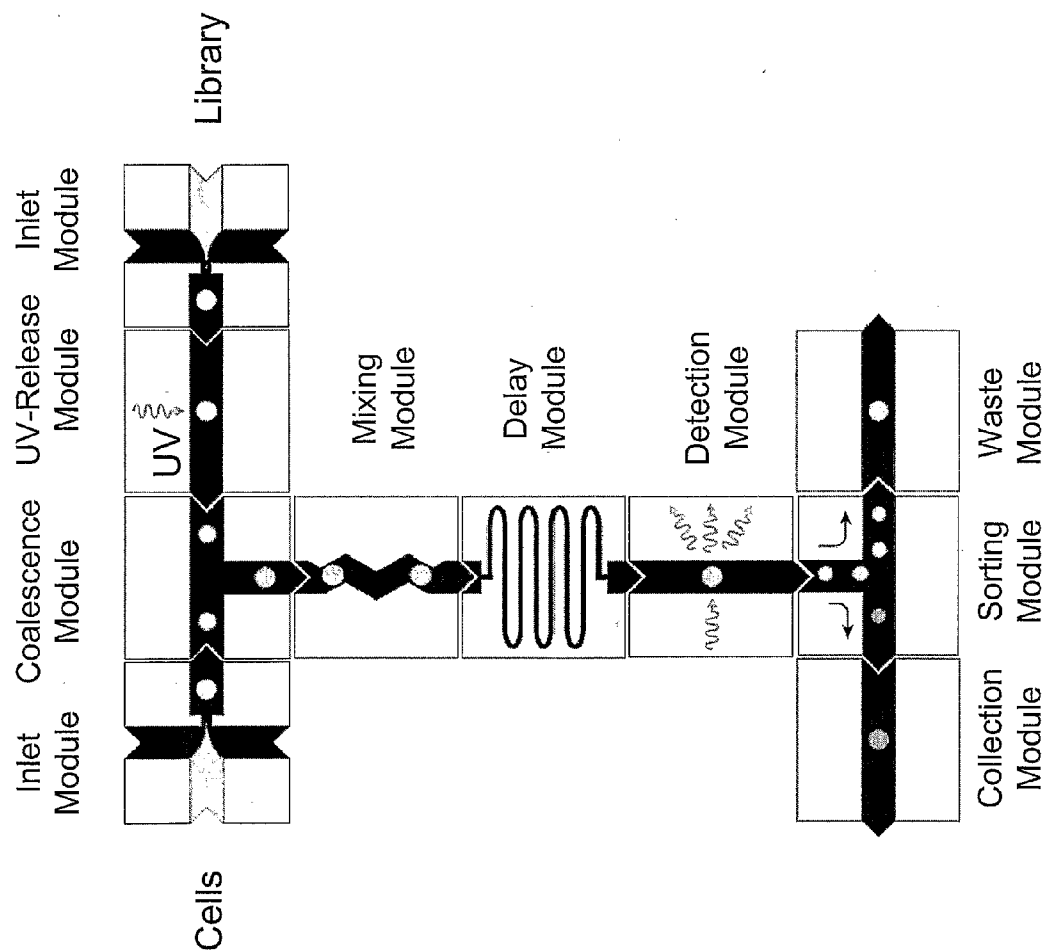 Cells
Inlet
Module
Coalescence
Module
UV-Release
Module
Inlet
Module
Library
UV
Mixing
Module
Delay
Module
Detection
Module
Collection
Module
Sorting
Module
Waste
Module